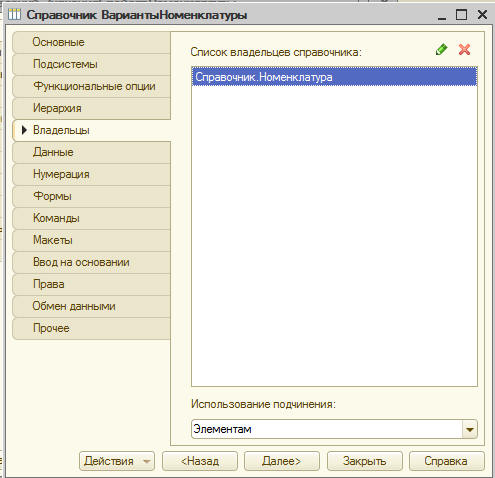 Справочник ВариантыНоменклатуры
Основные
Подсистемы
Функциональные опции
Иерархия
Владельцы
Данные
Нумерация
Формы
Команды
Макеты
Ввод на основании
Права
Обмен данными
Прочее
Список владельцев справочника:
Справочник.Номенклатура
Использование подчинения:
Элементам
Действия
<Назад
Далее>
Закрыть
Справка